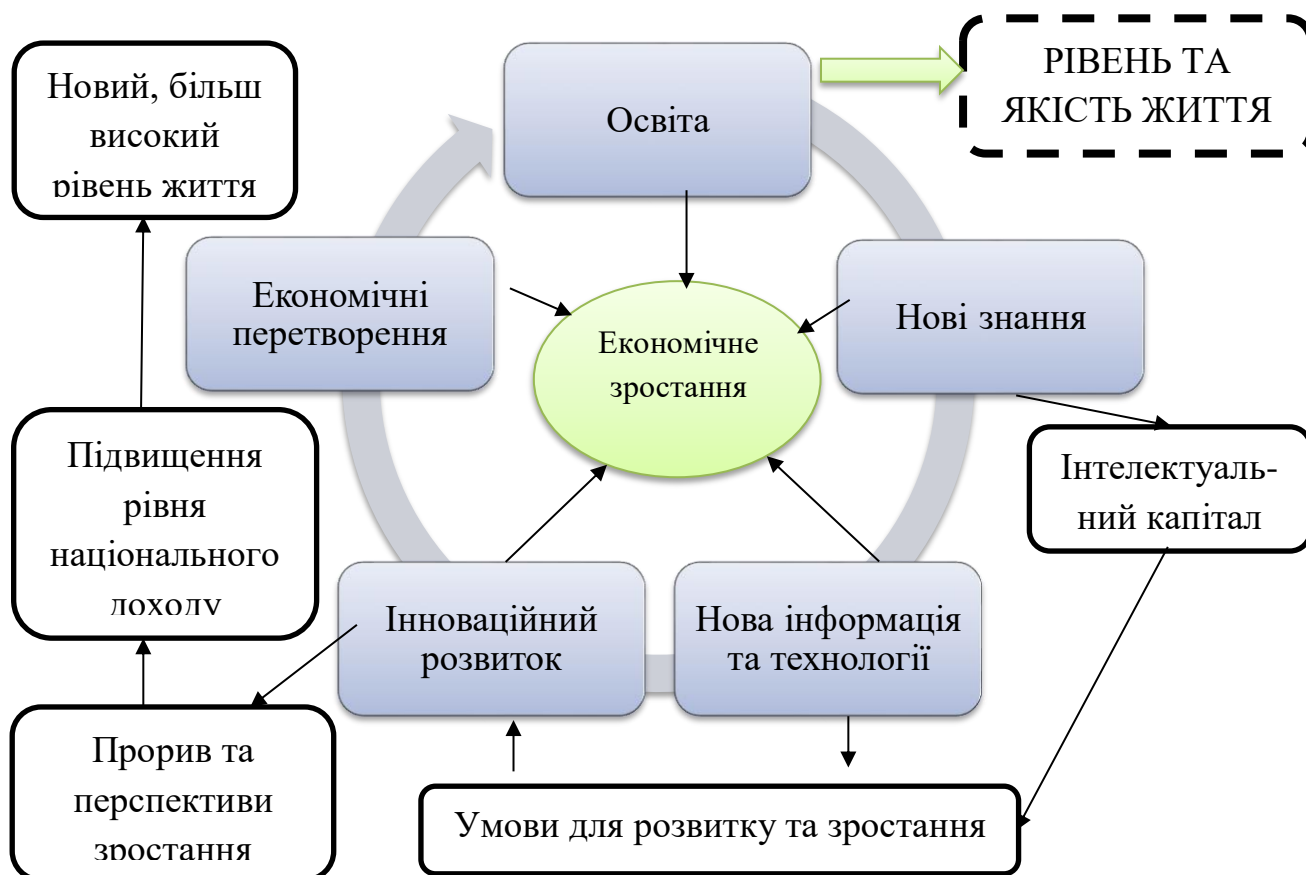 Новий, більш
високий
рівень життя
Освіта
РІВЕНЬ ТА
ЯКІСТЬ ЖИТТЯ
Економічні
перетворення
Економічне
зростання
Нові знання
Підвищення
рівня
національного
доходу
Інтелектуаль-
ний капітал
Інноваційний
розвиток
Нова інформація
та технології
Прорив та
перспективи
зростання
Умови для розвитку та зростання